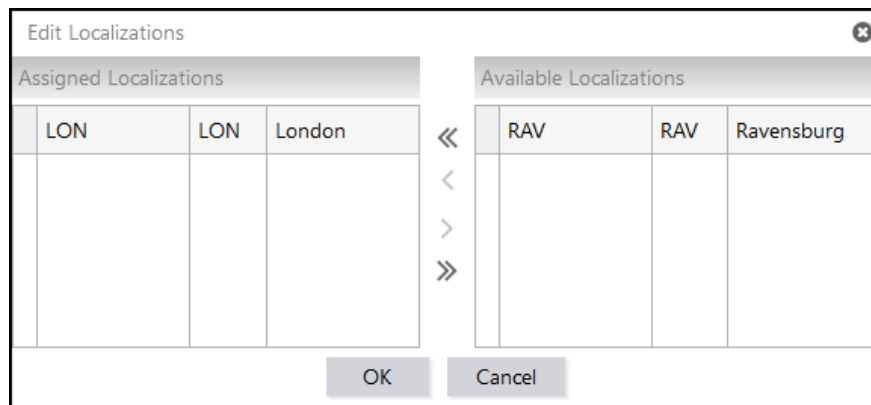 Edit Localizations
Assigned Localizations
Available Localizations
LON LON London
RAV RAV Ravensburg
OK Cancel